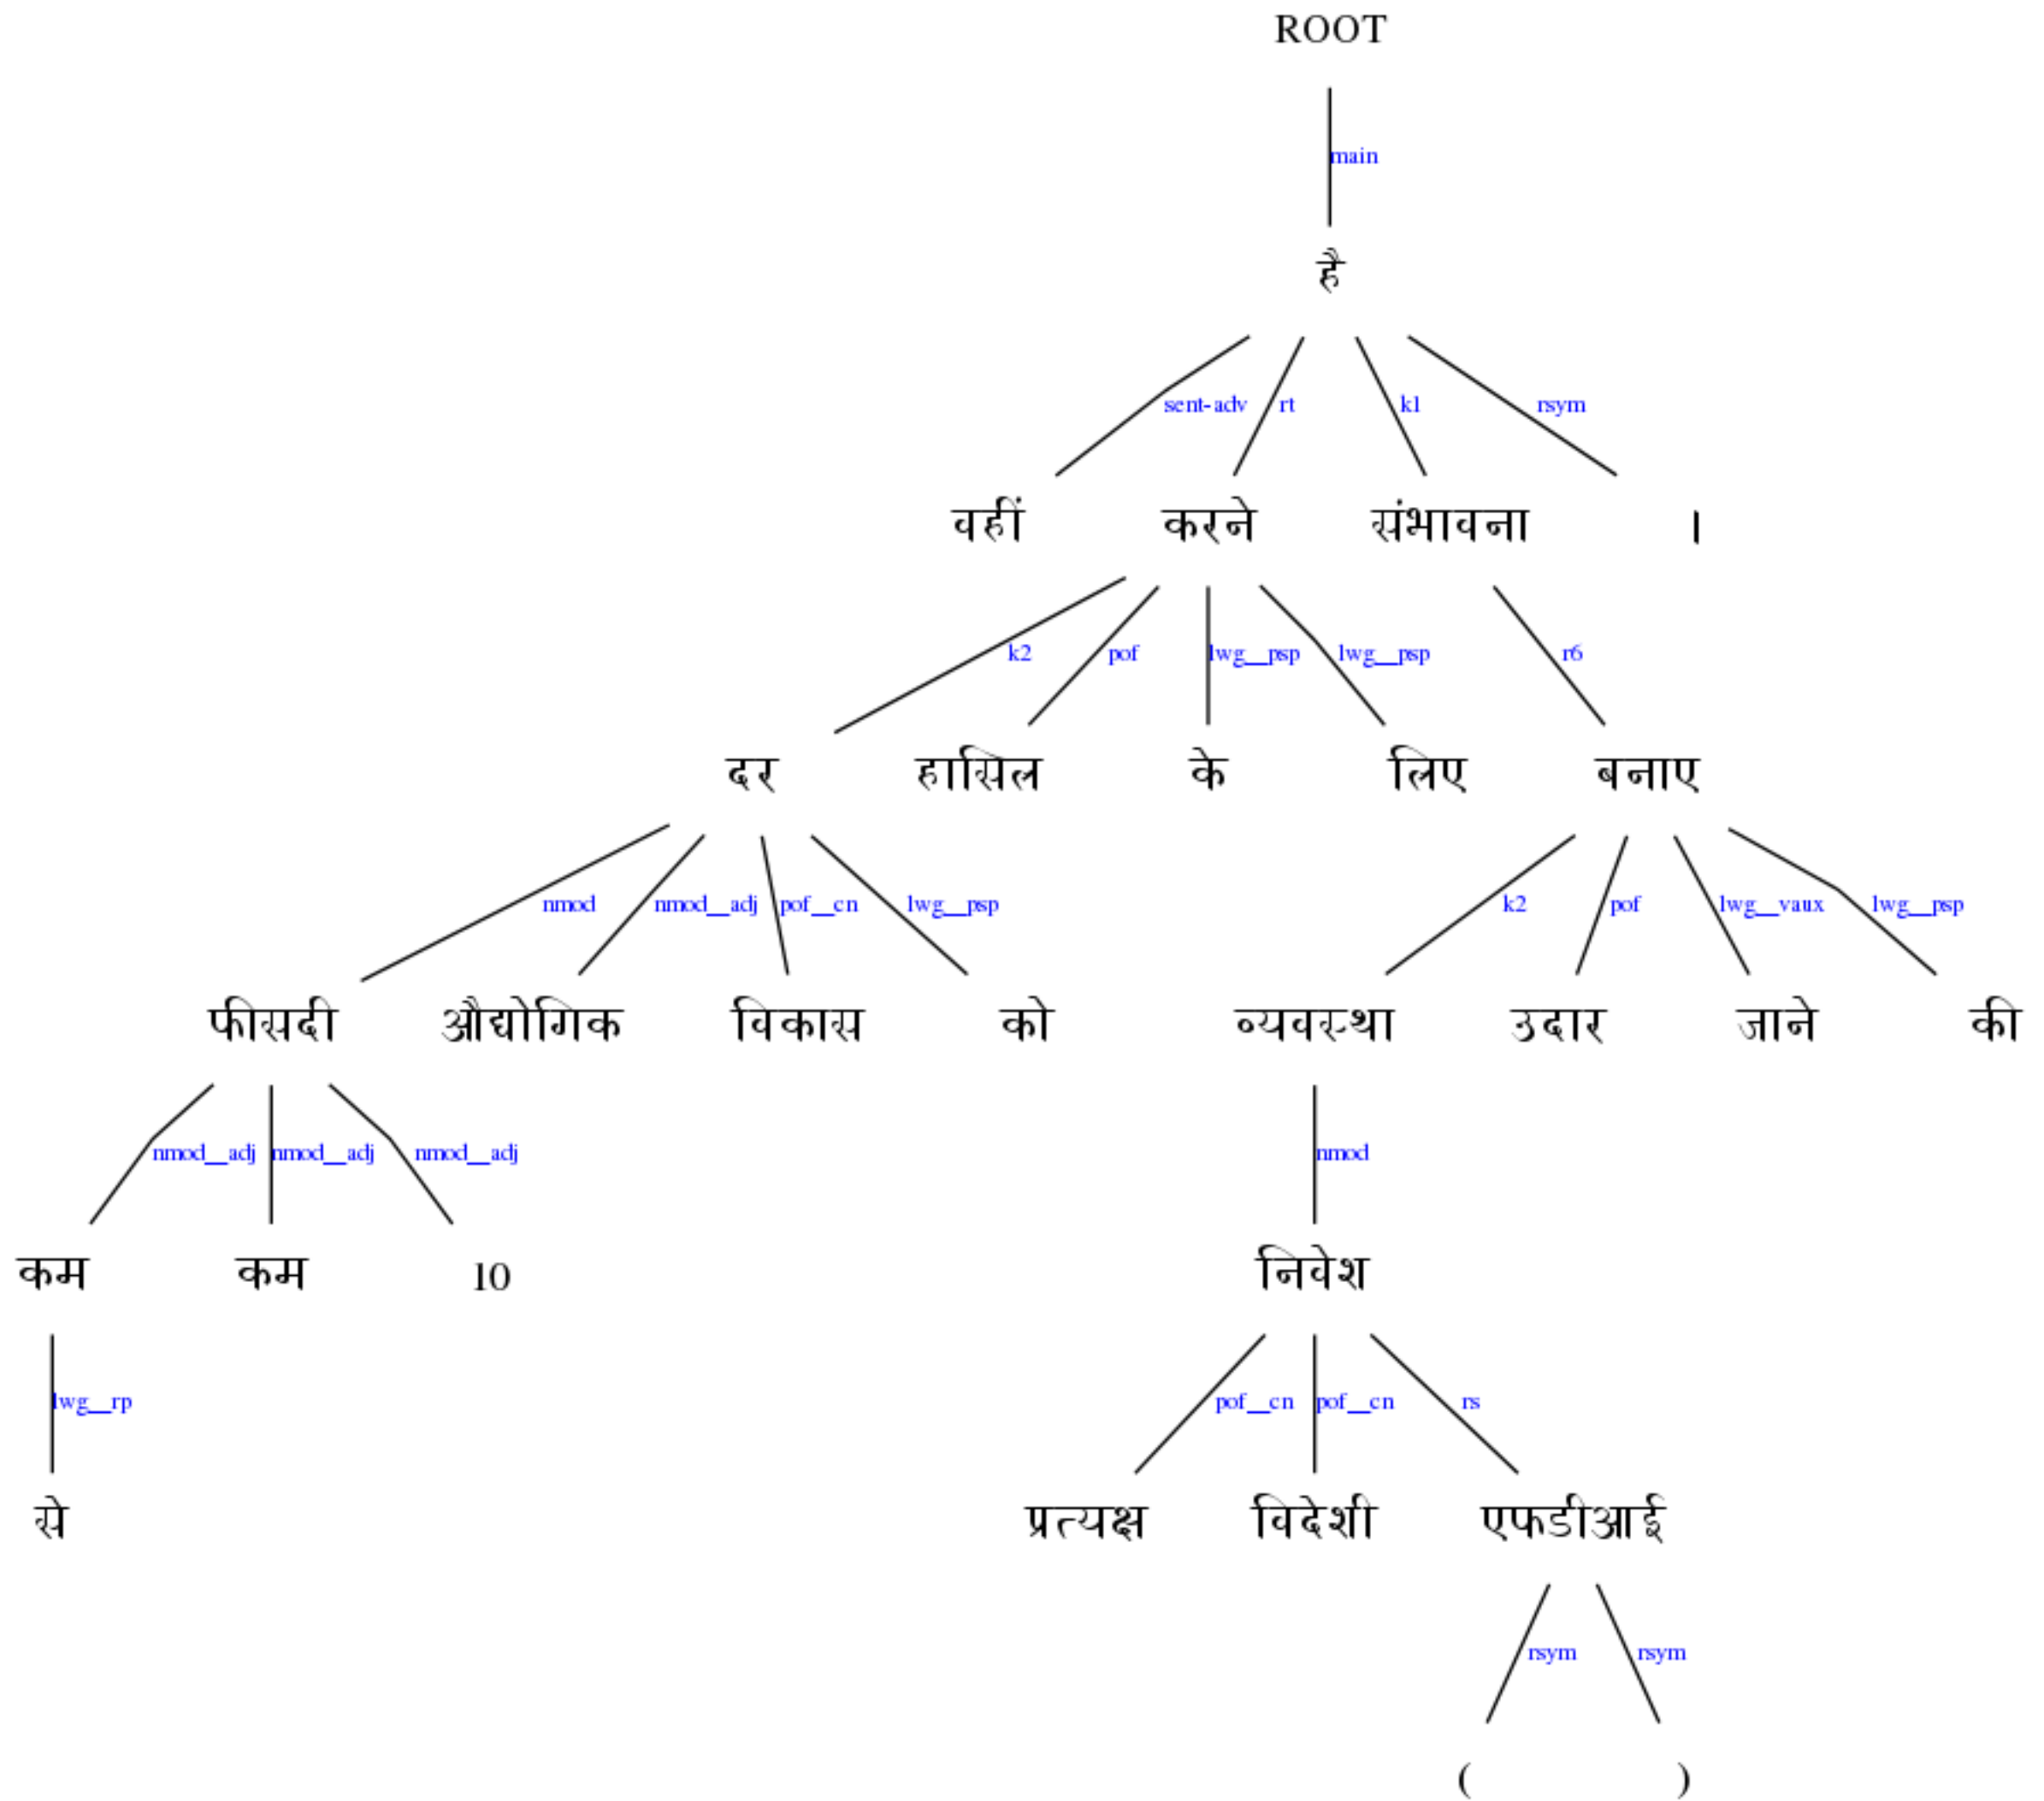 ROOT
main
है
sent-adv rt k1 rsym
वहीं करने संभावना ।
k2 pof lwg__psp lwg__psp r6
दर हासिल के लिए बनाए
nmod nmod__adj pof__cn lwg__psp k2 pof lwg__vaux lwg__psp
फीसदी औद्योगिक विकास को व्यवस्था उदार जाने की
nmod__adj nmod__adj nmod__adj nmod
कम कम 10 निवेश
lwg__rp pof__cn pof__cn rs
से प्रत्यक्ष विदेशी एफडीआई
rsym rsym
( )